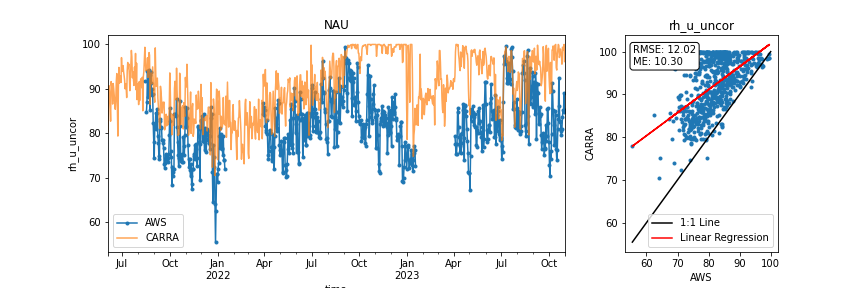 NAU
rh_u_uncor
100
90
80
70
60
rh_u_uncor
AWS
CARRA
Jul
Oct
Jan
2022
Apr
Jul
Oct
Jan
2023
Apr
Jul
Oct
time
RMSE: 12.02
ME: 10.30
100
90
80
70
60
CARRA
1:1 Line
Linear Regression
60
70
80
90
100
AWS